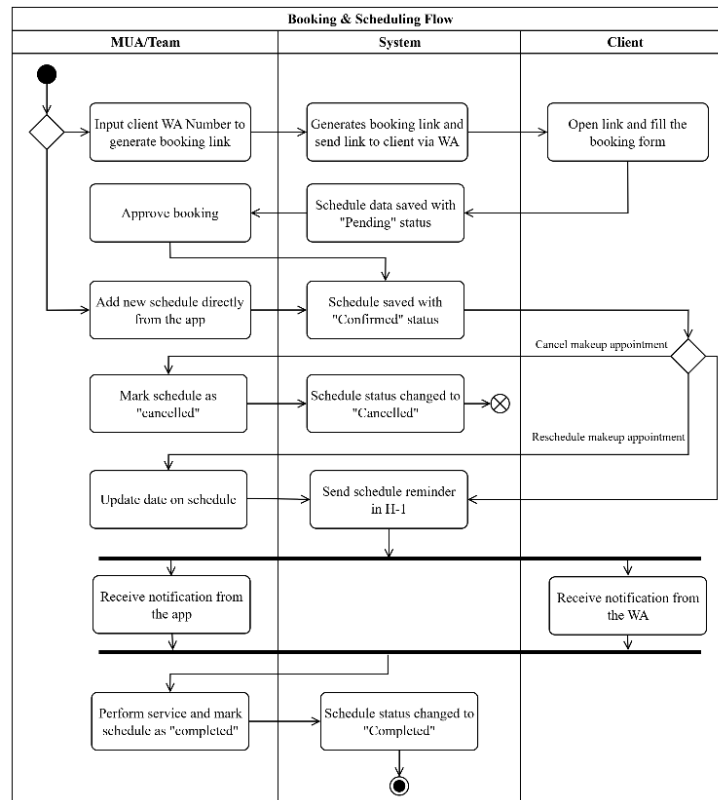 Booking & Scheduling Flow
MUA/Team
System
Client
Input client WA Number to
generate booking link
Generates booking link and
send link to client via WA
Open link and fill the
booking form
Approve booking
Schedule data saved with
"Pending" status
Add new schedule directly
from the app
Schedule saved with
"Confirmed" status
Cancel makeup appointment
Mark schedule as
"cancelled"
Schedule status changed to
"Cancelled"
Reschedule makeup appointment
Update date on schedule
Send schedule reminder
in H-1
Receive notification from
the app
Receive notification from
the WA
Perform service and mark
schedule as "completed"
Schedule status changed to
"Completed"